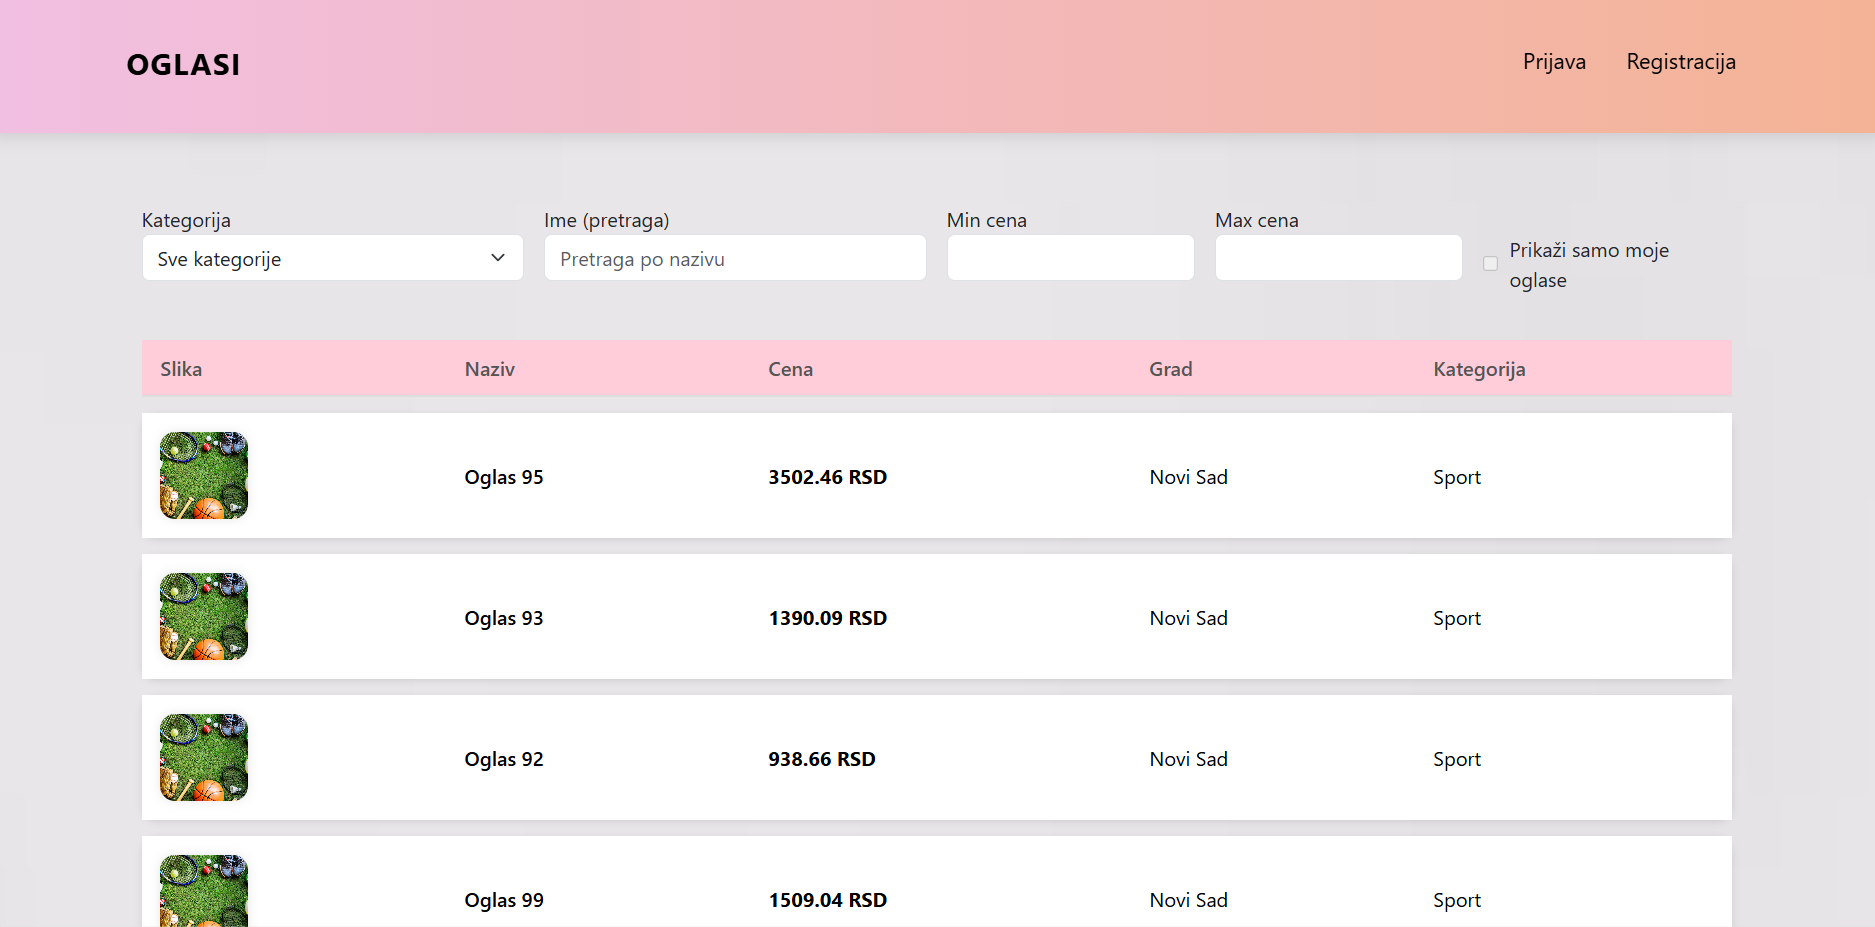 OGLASI
Prijava Registracija
Kategorija Ime (pretraga) Min cena Max cena
Sve kategorije Pretraga po nazivu
Prikaži samo moje
oglase
Slika Naziv Cena Grad Kategorija
Oglas 95 3502.46 RSD Novi Sad Sport
Oglas 93 1390.09 RSD Novi Sad Sport
Oglas 92 938.66 RSD Novi Sad Sport
Oglas 99 1509.04 RSD Novi Sad Sport